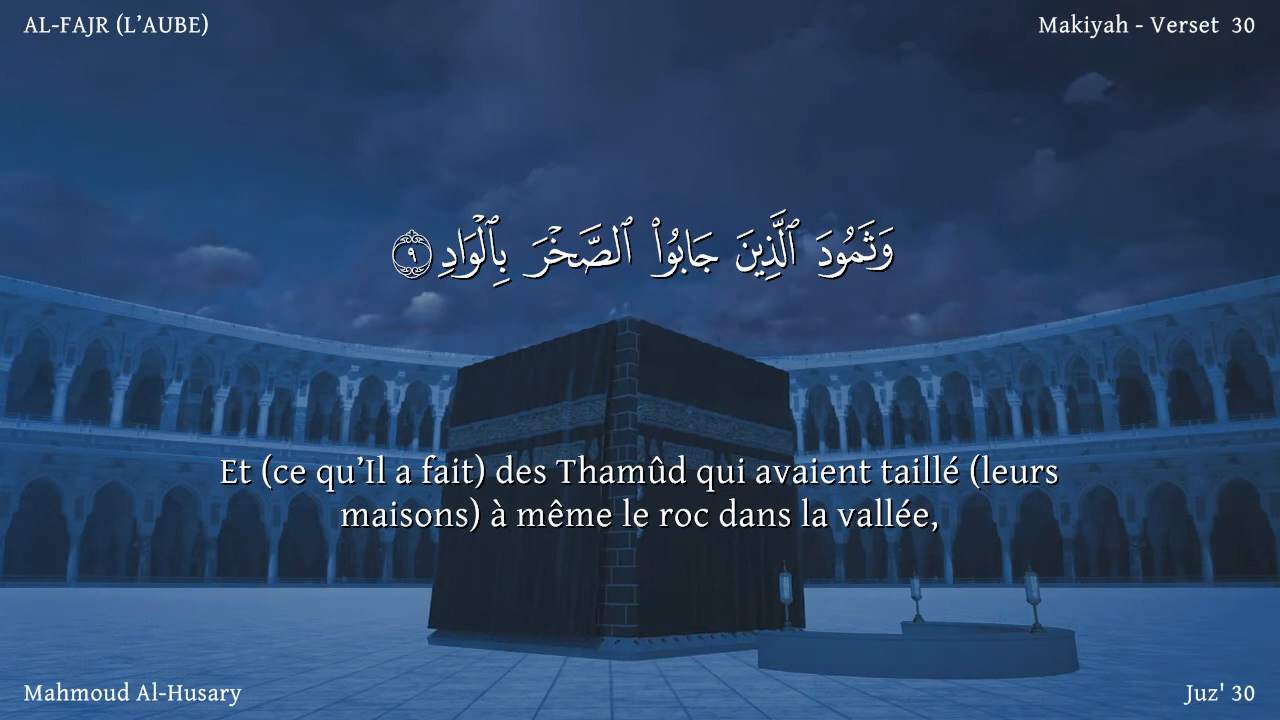 AL-FAJR (L’AUBE)
Makiyah - Verset 30
وَثَمُودَ ٱلَّذِينَ جَابُوا۟ ٱلصَّخْرَ بِٱلْوَادِ ٩
Et (ce qu’Il a fait) des Thamûd qui avaient taillé (leurs
maisons) à même le roc dans la vallée,
Mahmoud Al-Husary
Juz' 30